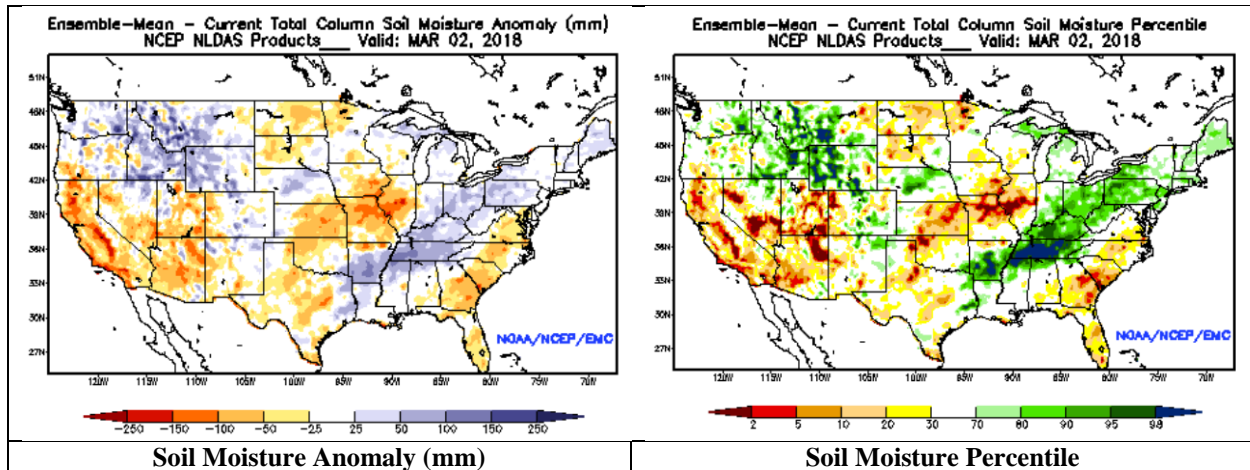 Ensemble-Mean - Current Total Column Soil Moisture Anomaly (mm)
NCEP NLDAS Products___ Valid: MAR 02, 2018
51N
48N
45N
42N
39N
36N
33N
30N
27N
NOAA/NCEP/EMC
120W 115W 110W 105W 100W 95W 90W 85W 80W 75W 70W
-250 -150 -100 -50 -25 25 50 100 150 250
Soil Moisture Anomaly (mm)
Ensemble-Mean - Current Total Column Soil Moisture Percentile
NCEP NLDAS Products___ Valid: MAR 02, 2018
51N
48N
45N
42N
39N
36N
33N
30N
27N
NOAA/NCEP/EMC
120W 115W 110W 105W 100W 95W 90W 85W 80W 75W 70W
2 5 10 20 30 70 80 90 95 98
Soil Moisture Percentile